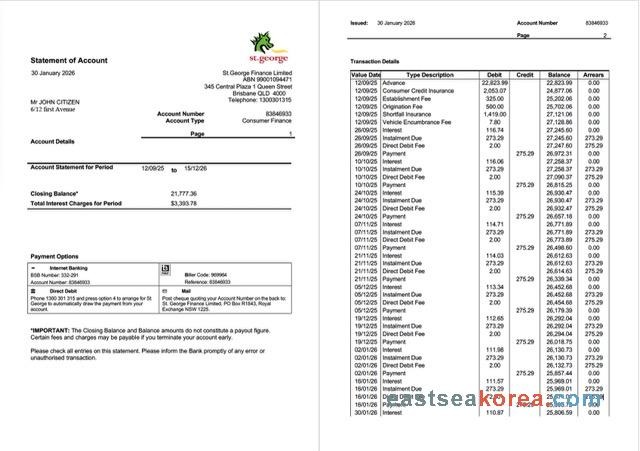 st.george
Statement of Account
30 January 2026
St.George Finance Limited
ABN 99001094471
345 Central Plaza 1 Queen Street
Brisbane QLD 4000
Telephone: 1300301315
Mr JOHN CITIZEN
6/12 first Avenue
Account Number 83846933
Account Type Consumer Finance
Page 1
Account Details
Account Statement for Period 12/09/25 to 15/12/26
Closing Balance* 21,777.36
Total Interest Charges for Period $3,393.78
Payment Options
Internet Banking
BSB Number: 332-291
Account Number: 83846933
Biller Code: 969964
Reference: 83846933
Direct Debit
Phone 1300 301 315 and press option 4 to arrange for St
George to automatically draw the payment from your
account.
Mail
Post cheque quoting your Account Number on the back to:
St. George Finance Limited, PO Box R1843, Royal
Exchange NSW 1225.
*IMPORTANT: The Closing Balance and Balance amounts do not constitute a payout figure.
Certain fees and charges may be payable if you terminate your account early.
Please check all entries on this statement. Please inform the Bank promptly of any error or
unauthorised transaction.
Issued: 30 January 2026 Account Number 83846933
Page 2
Transaction Details
Value Date Type Description Debit Credit Balance Arrears
12/09/25 Advance 22,823.99 22,823.99 0.00
12/09/25 Consumer Credit Insurance 2,053.07 24,877.06 0.00
12/09/25 Establishment Fee 325.00 25,202.06 0.00
12/09/25 Origination Fee 500.00 25,702.06 0.00
12/09/25 Shortfall Insurance 1,419.00 27,121.06 0.00
12/09/25 Vehicle Encumbrance Fee 7.80 27,128.86 0.00
26/09/25 Interest 116.74 27,245.60 0.00
26/09/25 Instalment Due 273.29 27,245.60 273.29
26/09/25 Direct Debit Fee 2.00 27,247.60 275.29
26/09/25 Payment 275.29 26,972.31 0.00
10/10/25 Interest 116.06 27,258.37 0.00
10/10/25 Instalment Due 273.29 27,258.37 273.29
10/10/25 Direct Debit Fee 2.00 27,090.37 275.29
10/10/25 Payment 275.29 26,815.25 0.00
24/10/25 Interest 115.39 26,930.47 0.00
24/10/25 Instalment Due 273.29 26,930.47 273.29
24/10/25 Direct Debit Fee 2.00 26,932.47 275.29
24/10/25 Payment 275.29 26,657.18 0.00
07/11/25 Interest 114.71 26,771.89 0.00
07/11/25 Instalment Due 273.29 26,771.89 273.29
07/11/25 Direct Debit Fee 2.00 26,773.89 275.29
07/11/25 Payment 275.29 26,498.60 0.00
21/11/25 Interest 114.03 26,612.63 0.00
21/11/25 Instalment Due 273.29 26,612.63 273.29
21/11/25 Direct Debit Fee 2.00 26,614.63 275.29
21/11/25 Payment 275.29 26,339.34 0.00
05/12/25 Interest 113.34 26,452.68 0.00
05/12/25 Instalment Due 273.29 26,452.68 273.29
05/12/25 Direct Debit Fee 2.00 26,454.68 275.29
05/12/25 Payment 275.29 26,179.39 0.00
19/12/25 Interest 112.65 26,292.04 0.00
19/12/25 Instalment Due 273.29 26,292.04 273.29
19/12/25 Direct Debit Fee 2.00 26,294.04 275.29
19/12/25 Payment 275.29 26,018.75 0.00
02/01/26 Interest 111.98 26,130.73 0.00
02/01/26 Instalment Due 273.29 26,130.73 273.29
02/01/26 Direct Debit Fee 2.00 26,132.73 275.29
02/01/26 Payment 275.29 25,857.44 0.00
16/01/26 Interest 111.57 25,969.01 0.00
16/01/26 Instalment Due 273.29 25,969.01 273.29
16/01/26
16/01/26 0.00
30/01/26 Interest 110.87 25,806.59 0.00
eastseakorea.com